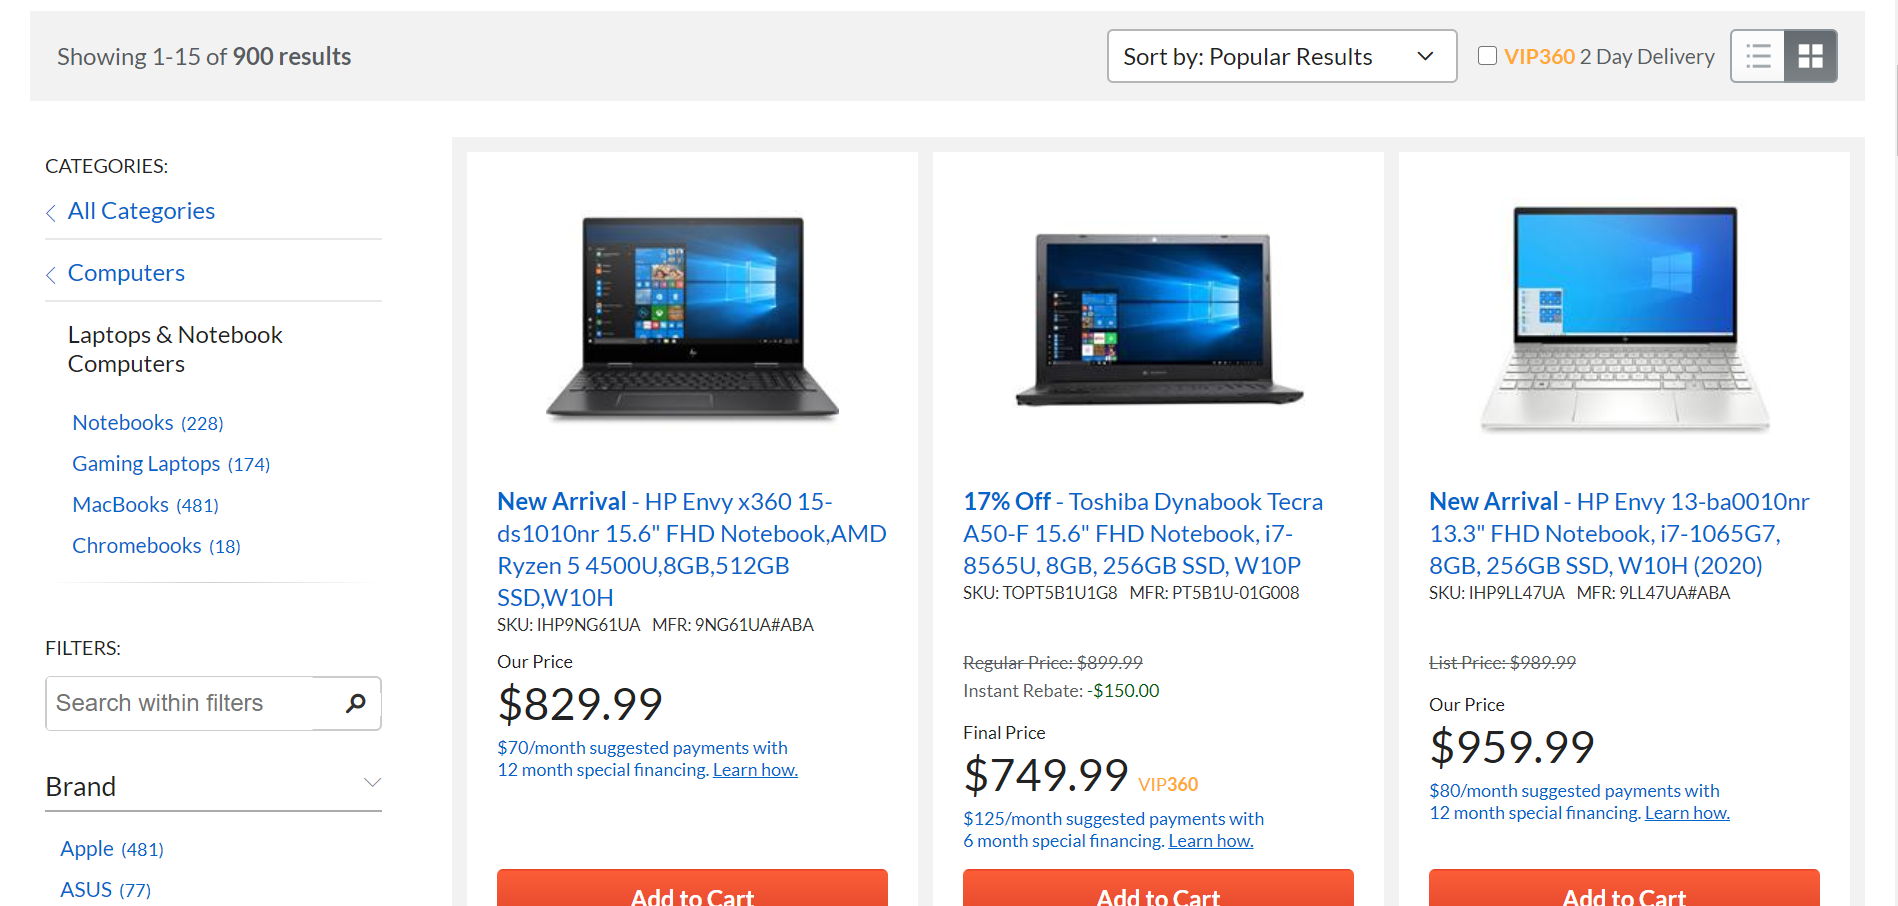 Showing 1-15 of 900 results
Sort by: Popular Results
VIP360 2 Day Delivery
CATEGORIES:
All Categories
Computers
Laptops & Notebook
Computers
Notebooks (228)
Gaming Laptops (174)
MacBooks (481)
Chromebooks (18)
FILTERS:
Search within filters
Brand
Apple (481)
ASUS (77)
New Arrival - HP Envy x360 15-
ds1010nr 15.6" FHD Notebook,AMD
Ryzen 5 4500U,8GB,512GB
SSD,W10H
SKU: IHP9NG61UA MFR: 9NG61UA#ABA
Our Price
$829.99
$70/month suggested payments with
12 month special financing. Learn how.
Add to Cart
17% Off - Toshiba Dynabook Tecra
A50-F 15.6" FHD Notebook, i7-
8565U, 8GB, 256GB SSD, W10P
SKU: TOPT5B1U1G8 MFR: PT5B1U-01G008
Regular Price: $899.99
Instant Rebate: -$150.00
Final Price
$749.99 VIP360
$125/month suggested payments with
6 month special financing. Learn how.
Add to Cart
New Arrival - HP Envy 13-ba0010nr
13.3" FHD Notebook, i7-1065G7,
8GB, 256GB SSD, W10H (2020)
SKU: IHP9LL47UA MFR: 9LL47UA#ABA
List Price: $989.99
Our Price
$959.99
$80/month suggested payments with
12 month special financing. Learn how.
Add to Cart